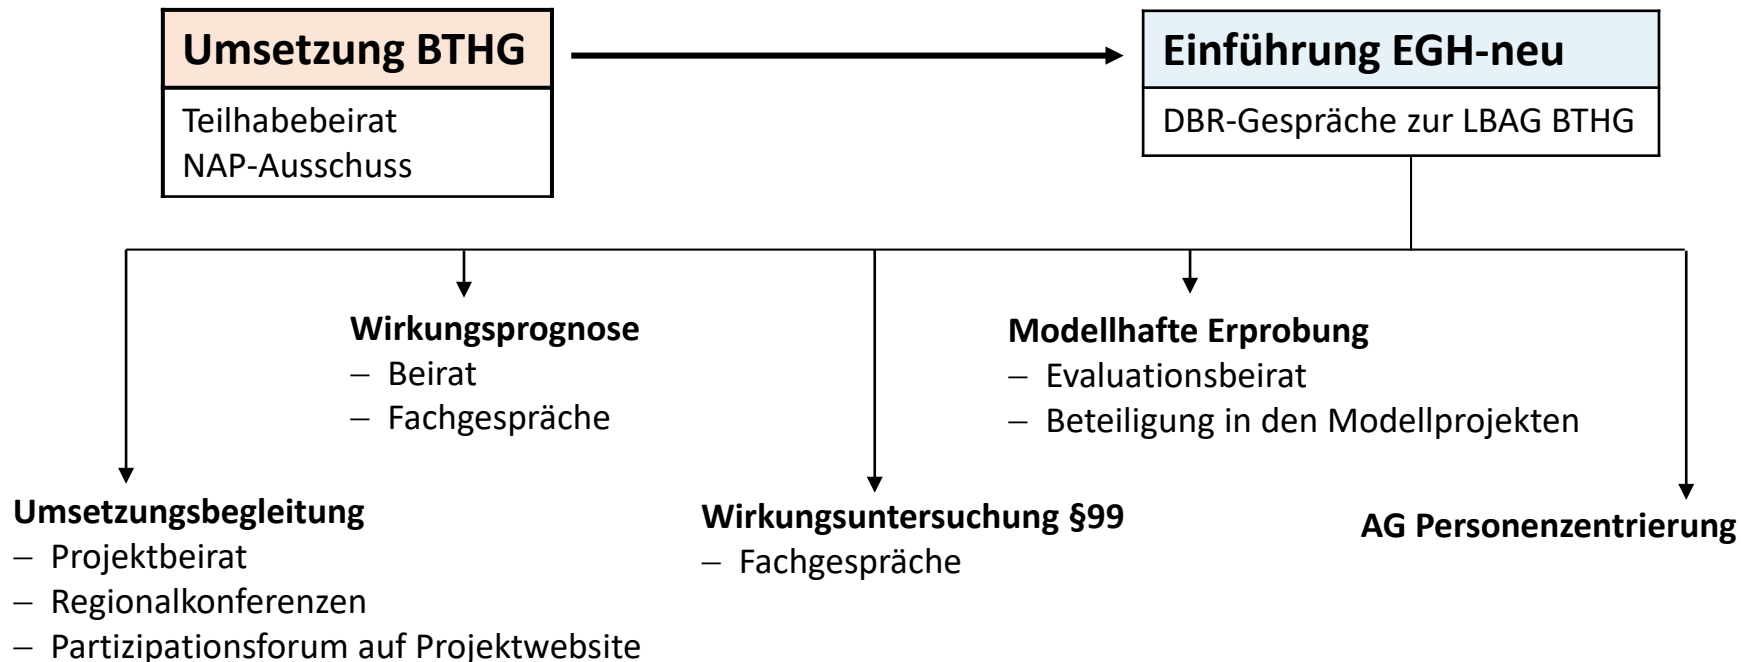 Umsetzung BTHG
Teilhabebeirat
NAP-Ausschuss
Einführung EGH-neu
DBR-Gespräche zur LBAG BTHG
Wirkungsprognose
– Beirat
– Fachgespräche
Modellhafte Erprobung
– Evaluationsbeirat
– Beteiligung in den Modellprojekten
Umsetzungsbegleitung
– Projektbeirat
– Regionalkonferenzen
– Partizipationsforum auf Projektwebsite
Wirkungsuntersuchung §99
– Fachgespräche
AG Personenzentrierung